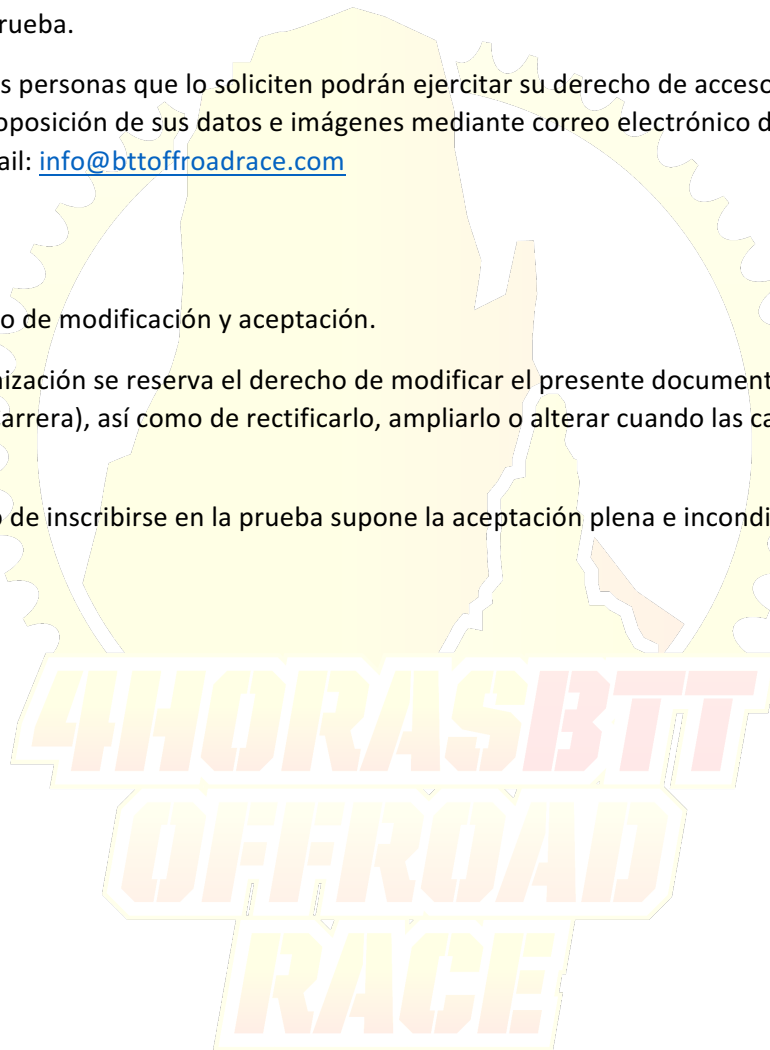 rueba.
s personas que lo soliciten podrán ejercitar su derecho de acceso
oposición de sus datos e imágenes mediante correo electrónico d
ail: info@bttoffroadrace.com
o de modificación y aceptación.
nización se reserva el derecho de modificar el presente document
arrera), así como de rectificarlo, ampliarlo o alterar cuando las ca
o de inscribirse en la prueba supone la aceptación plena e incondi
4HORASBTT
OFFROAD
RACE